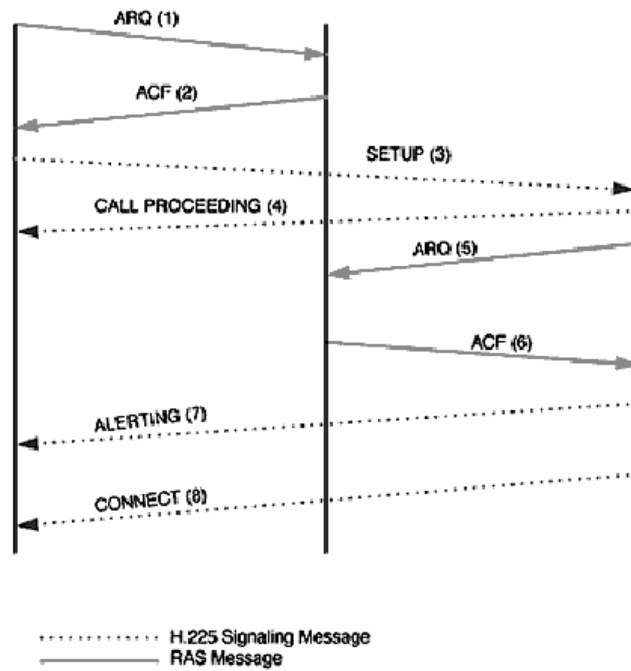 ARQ (1)
ACF (2)
SETUP (3)
CALL PROCEEDING (4)
ARQ (5)
ACF (6)
ALERTING (7)
CONNECT (8)
H.225 Signaling Message
RAS Message